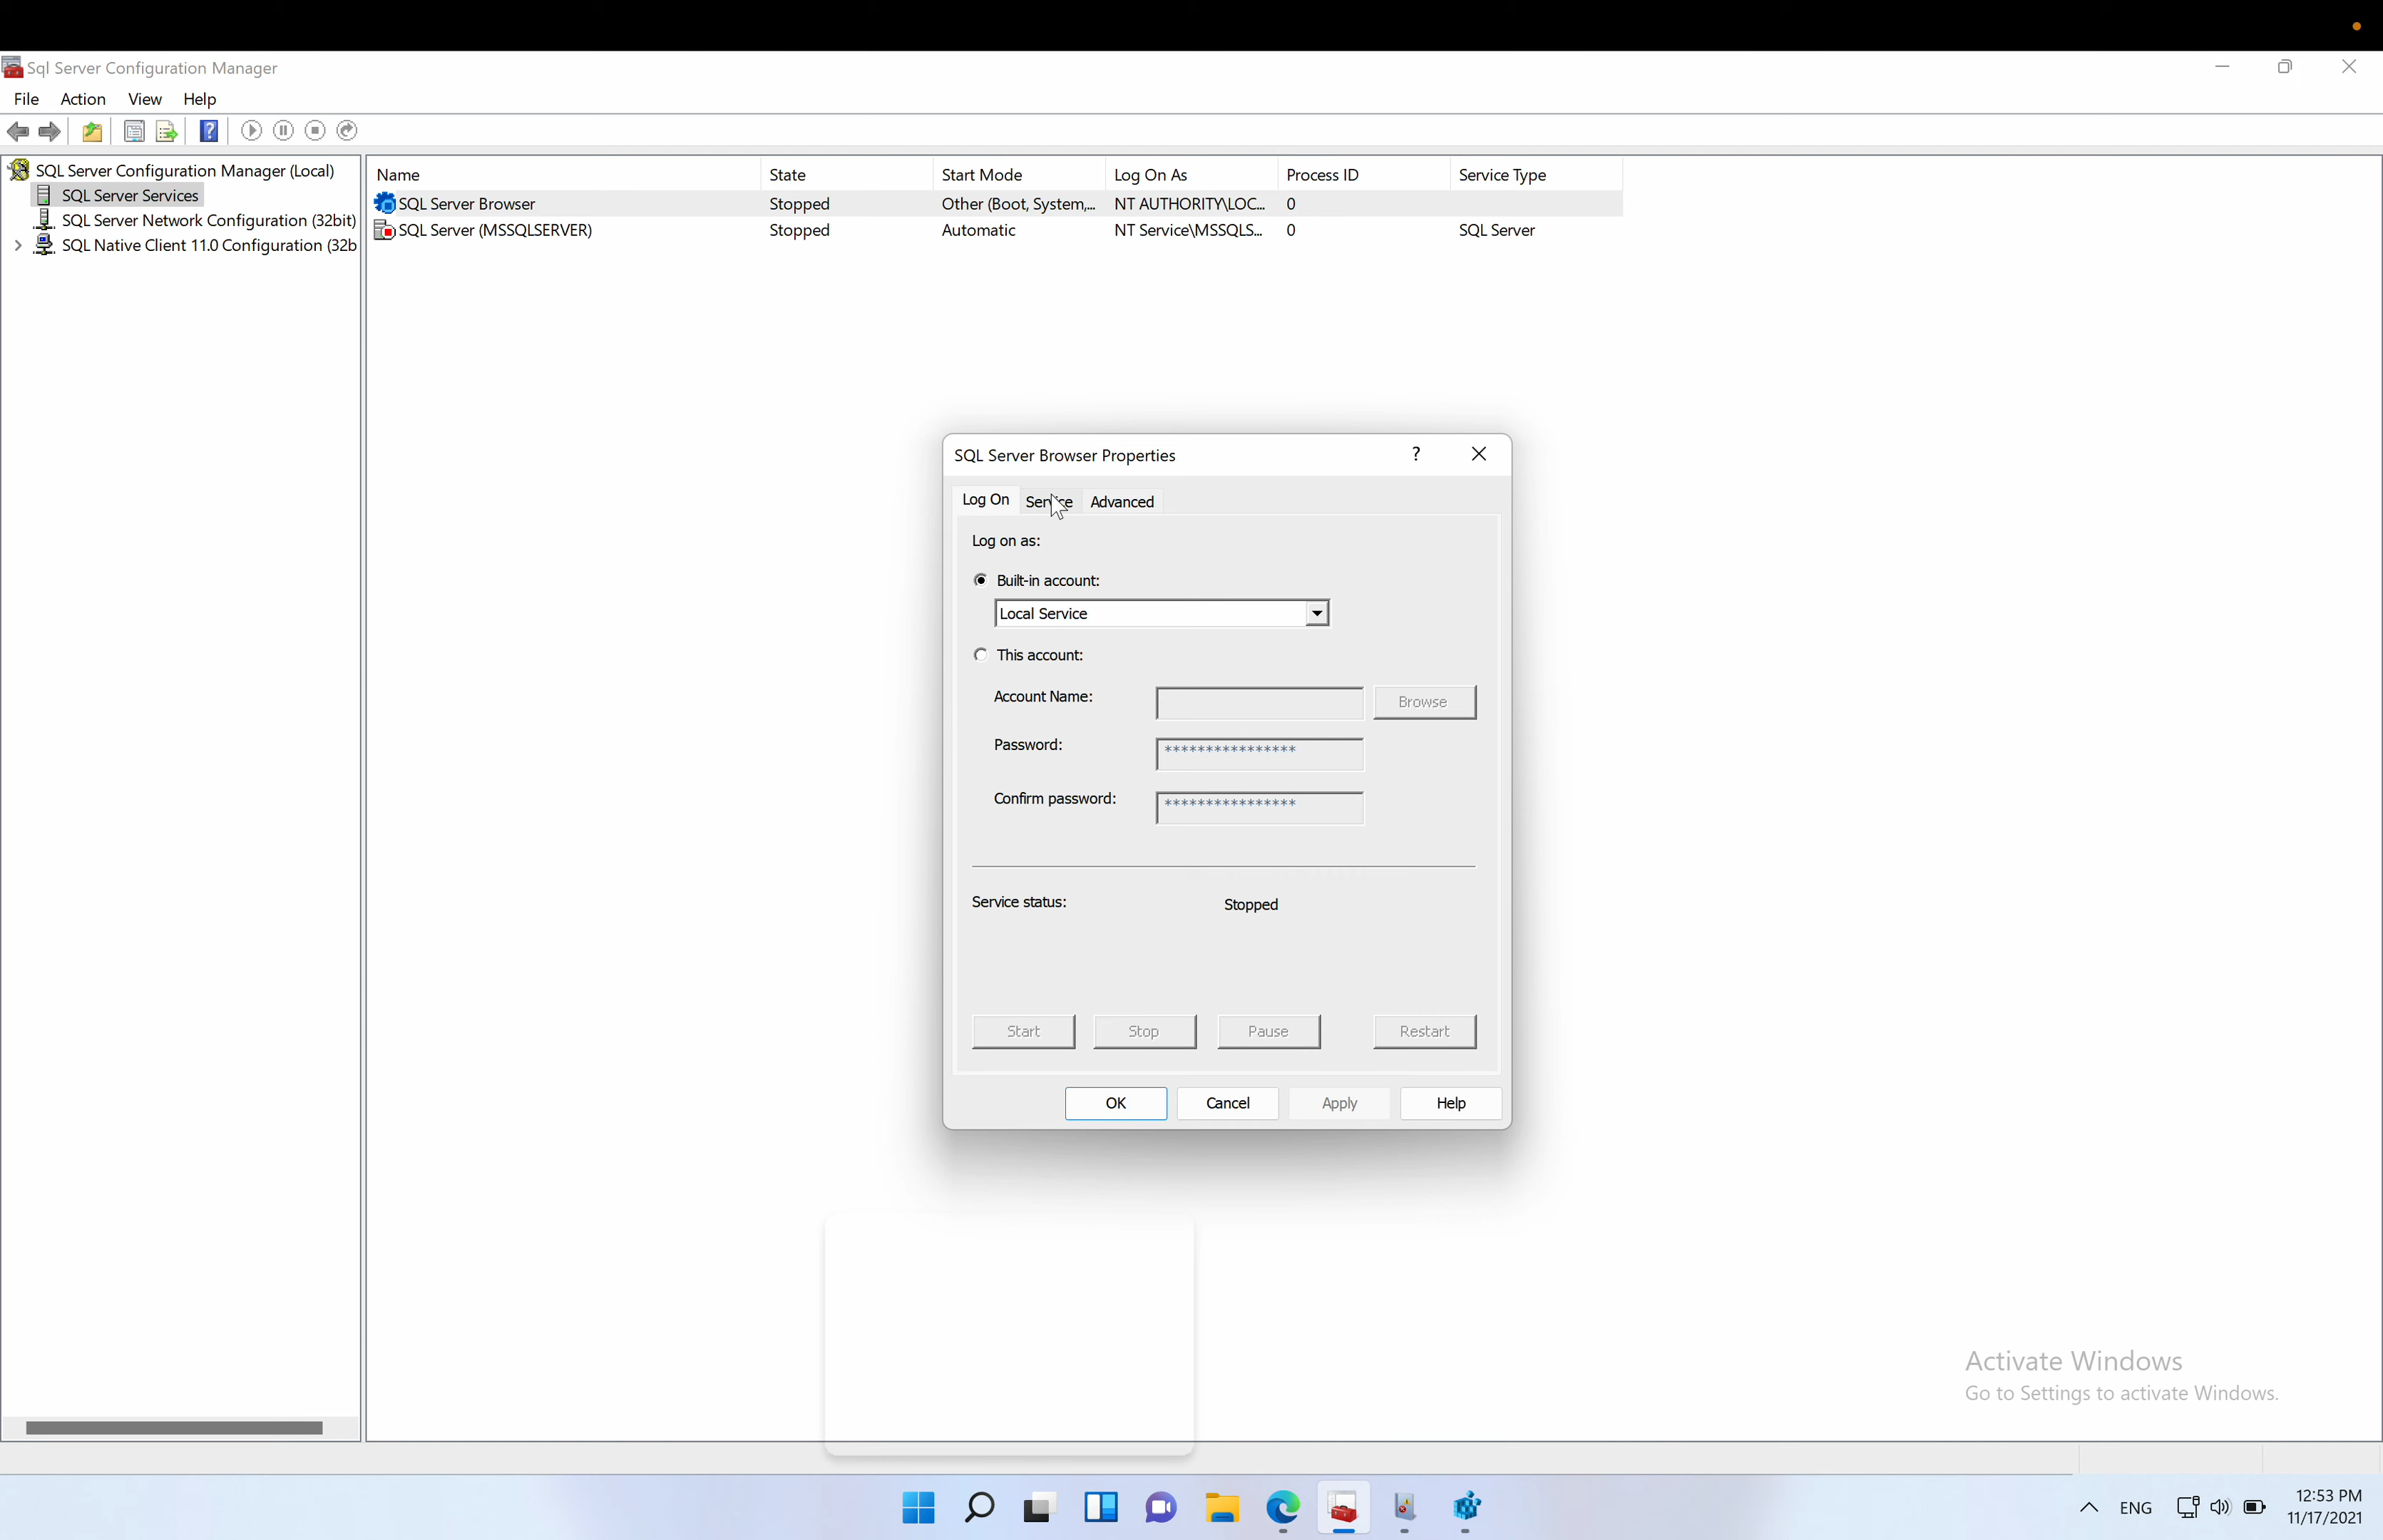 Sql Server Configuration Manager
File Action View Help
SQL Server Configuration Manager (Local)
SQL Server Services
SQL Server Network Configuration (32bit)
SQL Native Client 11.0 Configuration (32b
Name State Start Mode Log On As Process ID Service Type
SQL Server Browser Stopped Other (Boot, System,... NT AUTHORITY\LOC... 0
SQL Server (MSSQLSERVER) Stopped Automatic NT Service\MSSQLS... 0 SQL Server
SQL Server Browser Properties
Log On Service Advanced
Log on as:
Built-in account:
Local Service
This account:
Account Name: Browse
Password: ****************
Confirm password: ****************
Service status: Stopped
Start Stop Pause Restart
OK Cancel Apply Help
Activate Windows
Go to Settings to activate Windows.
ENG
12:53 PM
11/17/2021